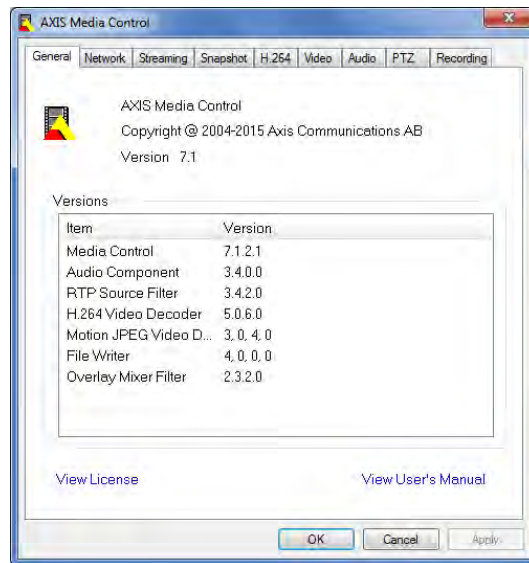 AXIS Media Control
General Network Streaming Snapshot H.264 Video Audio PTZ Recording
AXIS Media Control
Copyright @ 2004-2015 Axis Communications AB
Version 7.1
Versions
Item Version
Media Control 7.1.2.1
Audio Component 3.4.0.0
RTP Source Filter 3.4.2.0
H.264 Video Decoder 5.0.6.0
Motion JPEG Video D... 3, 0, 4, 0
File Writer 4, 0, 0, 0
Overlay Mixer Filter 2.3.2.0
View License View User's Manual
OK Cancel Apply